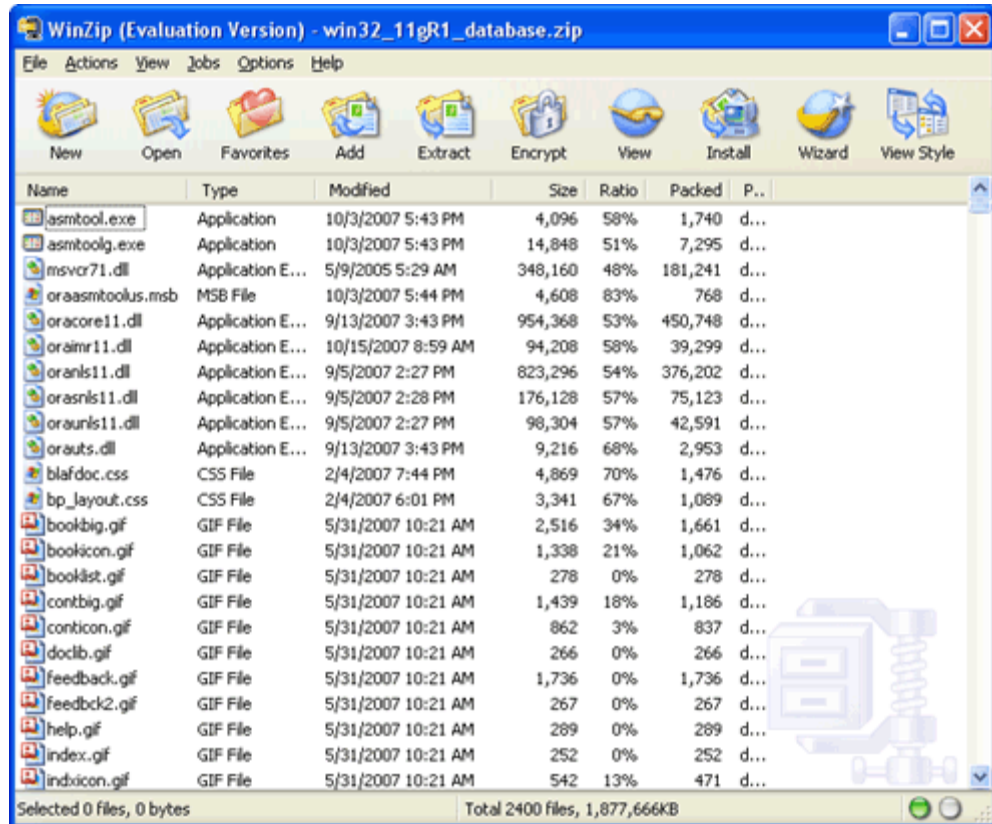 WinZip (Evaluation Version) - win32_11gR1_database.zip
File Actions View Jobs Options Help
New Open Favorites Add Extract Encrypt View Install Wizard View Style
Name Type Modified Size Ratio Packed P..
asmtool.exe Application 10/3/2007 5:43 PM 4,096 58% 1,740 d...
asmtoolg.exe Application 10/3/2007 5:43 PM 14,848 51% 7,295 d...
msvcr71.dll Application E... 5/9/2005 5:29 AM 348,160 48% 181,241 d...
oraasmtoolus.msb MSB File 10/3/2007 5:44 PM 4,608 83% 768 d...
oracore11.dll Application E... 9/13/2007 3:43 PM 954,368 53% 450,748 d...
oraimr11.dll Application E... 10/15/2007 8:59 AM 94,208 58% 39,299 d...
oranls11.dll Application E... 9/5/2007 2:27 PM 823,296 54% 376,202 d...
orasnls11.dll Application E... 9/5/2007 2:28 PM 176,128 57% 75,123 d...
oraunls11.dll Application E... 9/5/2007 2:27 PM 98,304 57% 42,591 d...
orauts.dll Application E... 9/13/2007 3:43 PM 9,216 68% 2,953 d...
blafdoc.css CSS File 2/4/2007 7:44 PM 4,869 70% 1,476 d...
bp_layout.css CSS File 2/4/2007 6:01 PM 3,341 67% 1,089 d...
bookbig.gif GIF File 5/31/2007 10:21 AM 2,516 34% 1,661 d...
bookicon.gif GIF File 5/31/2007 10:21 AM 1,338 21% 1,062 d...
booklist.gif GIF File 5/31/2007 10:21 AM 278 0% 278 d...
contbig.gif GIF File 5/31/2007 10:21 AM 1,439 18% 1,186 d...
conticon.gif GIF File 5/31/2007 10:21 AM 862 3% 837 d...
doclib.gif GIF File 5/31/2007 10:21 AM 266 0% 266 d...
feedback.gif GIF File 5/31/2007 10:21 AM 1,736 0% 1,736 d...
feedbck2.gif GIF File 5/31/2007 10:21 AM 267 0% 267 d...
help.gif GIF File 5/31/2007 10:21 AM 289 0% 289 d...
index.gif GIF File 5/31/2007 10:21 AM 252 0% 252 d...
indxicon.gif GIF File 5/31/2007 10:21 AM 542 13% 471 d...
Selected 0 files, 0 bytes Total 2400 files, 1,877,666KB